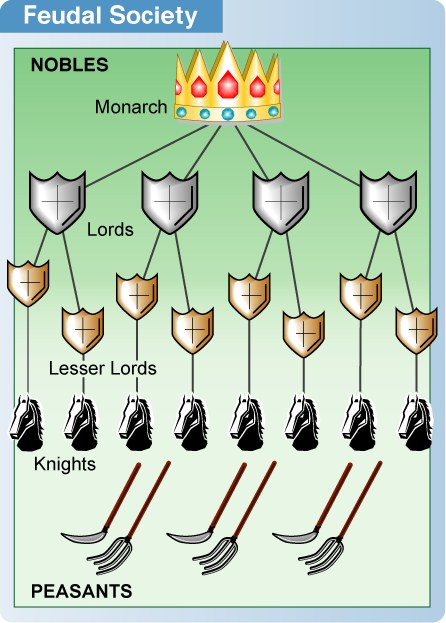 Feudal Society
NOBLES
Monarch
Lords
Lesser Lords
Knights
PEASANTS